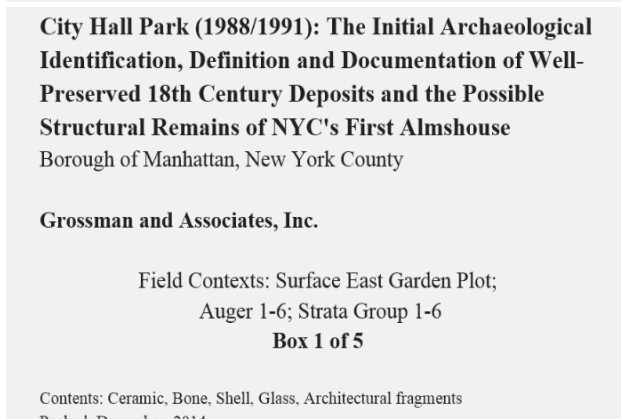 City Hall Park (1988/1991): The Initial Archaeological
Identification, Definition and Documentation of Well-
Preserved 18th Century Deposits and the Possible
Structural Remains of NYC's First Almshouse
Borough of Manhattan, New York County
Grossman and Associates, Inc.
Field Contexts: Surface East Garden Plot;
Auger 1-6; Strata Group 1-6
Box 1 of 5
Contents: Ceramic, Bone, Shell, Glass, Architectural fragments